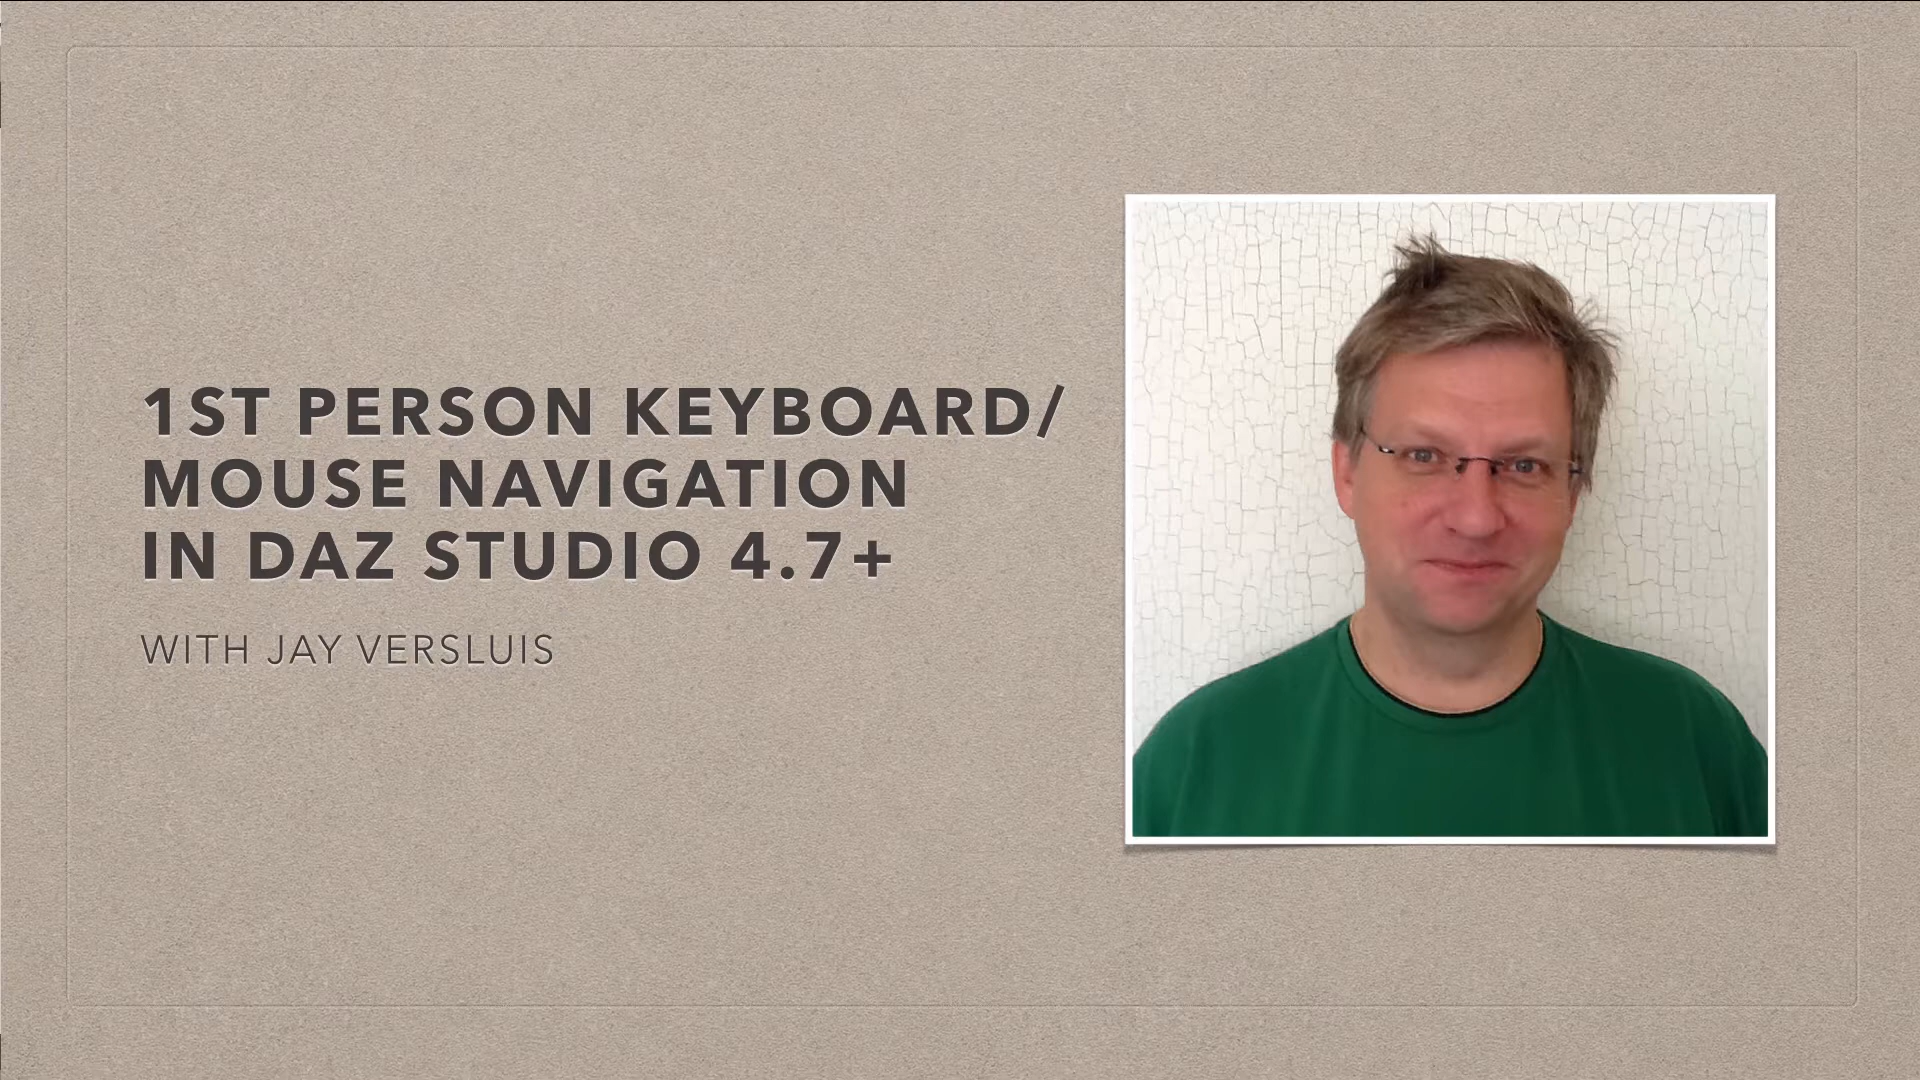 1ST PERSON KEYBOARD/
MOUSE NAVIGATION
IN DAZ STUDIO 4.7+
WITH JAY VERSLUIS